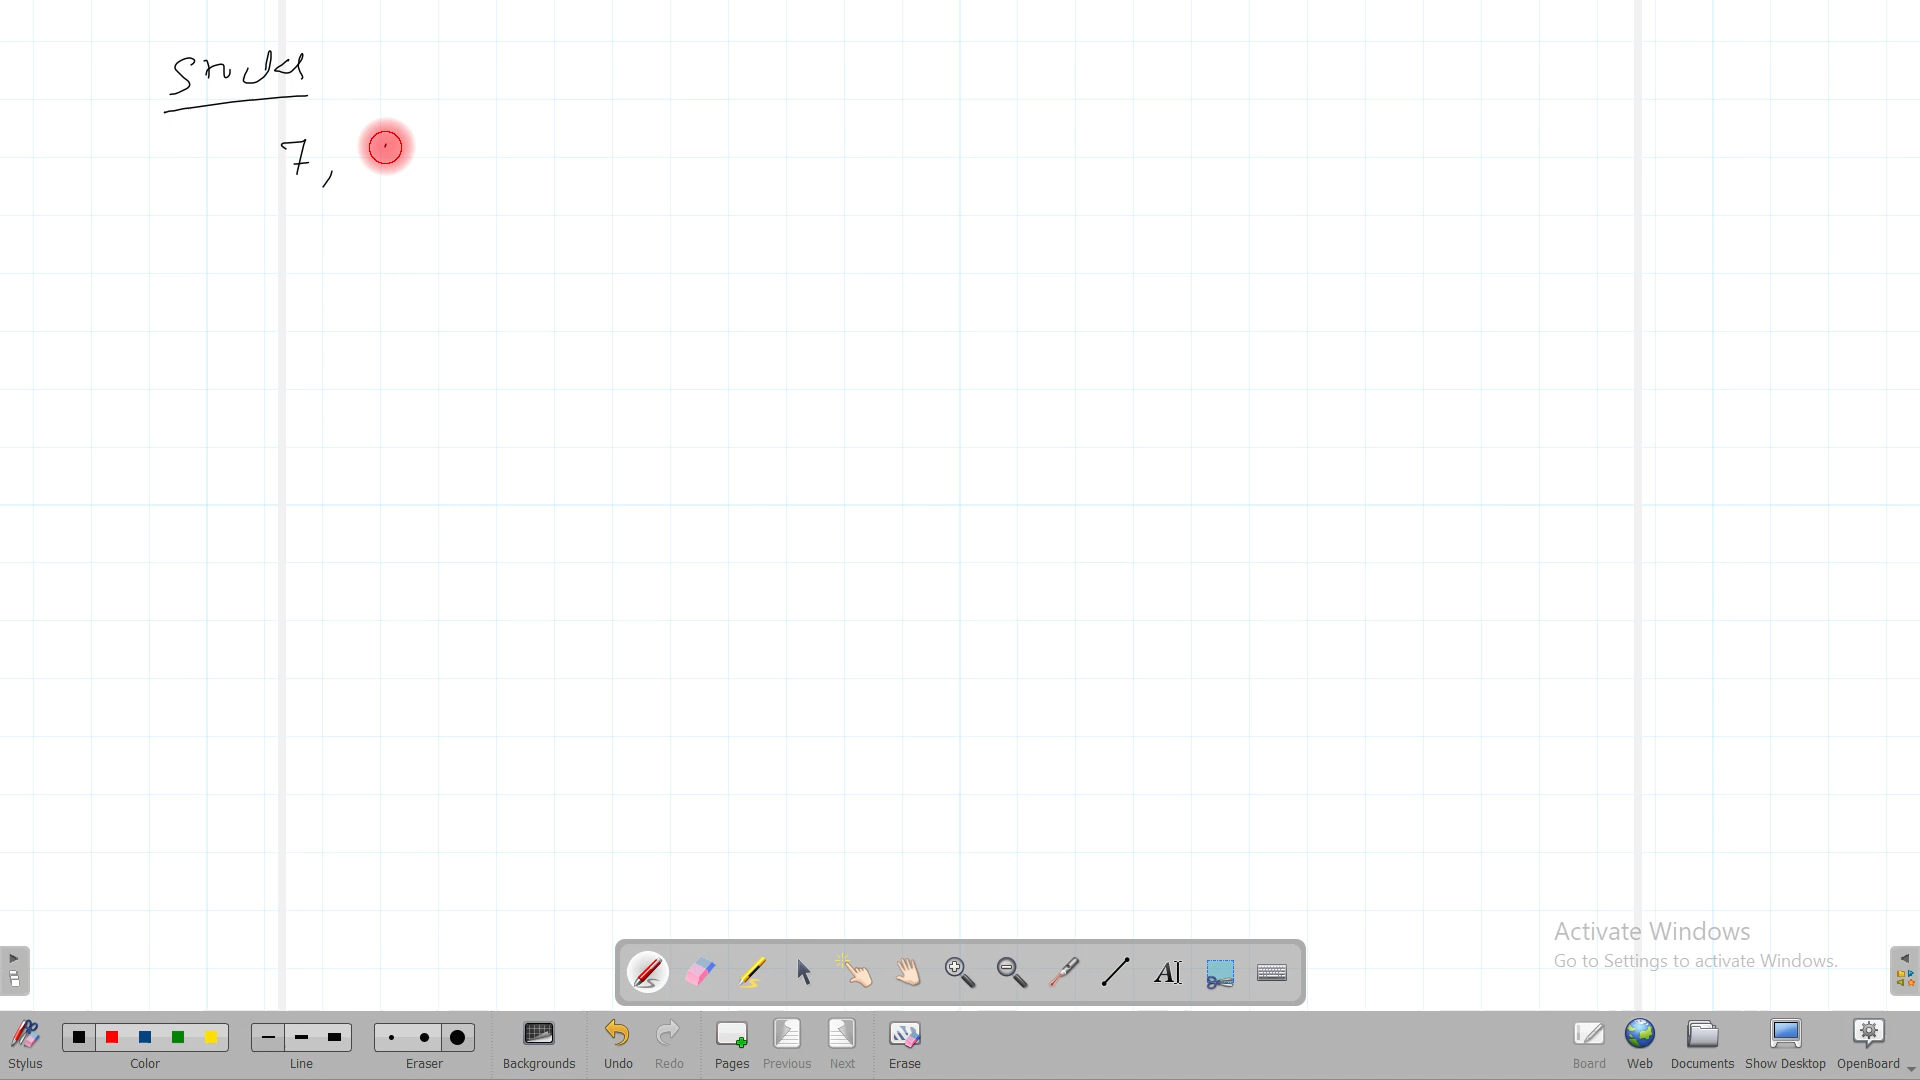 7,
Activate Windows
Go to Settings to activate Windows.
Stylus Color Line Eraser Backgrounds Undo Redo Pages Previous Next Erase Board Web Documents Show Desktop OpenBoard